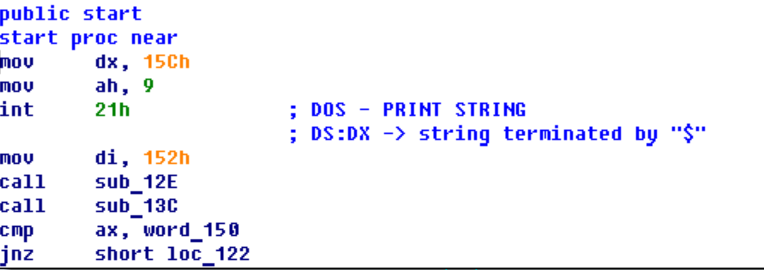 public start
start proc near
mov     dx, 15Ch
mov     ah, 9
int     21h             ; DOS - PRINT STRING
                        ; DS:DX -> string terminated by "$"
mov     di, 152h
call    sub_12E
call    sub_13C
cmp     ax, word_150
jnz     short loc_122